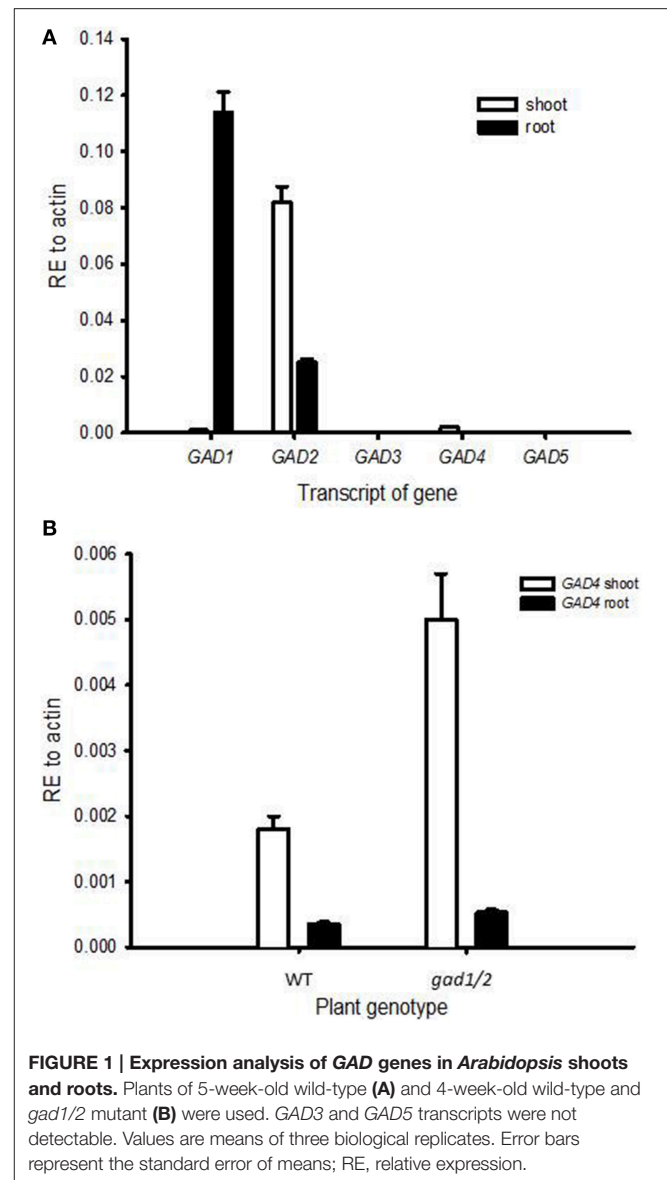 A
0.14
0.12
0.10
0.08
0.06
0.04
0.02
0.00
RE to actin
shoot
root
GAD1 GAD2 GAD3 GAD4 GAD5
Transcript of gene
B
0.006
0.005
0.004
0.003
0.002
0.001
0.000
RE to actin
GAD4 shoot
GAD4 root
WT gad1/2
Plant genotype
FIGURE 1 | Expression analysis of GAD genes in Arabidopsis shoots
and roots. Plants of 5-week-old wild-type (A) and 4-week-old wild-type and
gad1/2 mutant (B) were used. GAD3 and GAD5 transcripts were not
detectable. Values are means of three biological replicates. Error bars
represent the standard error of means; RE, relative expression.